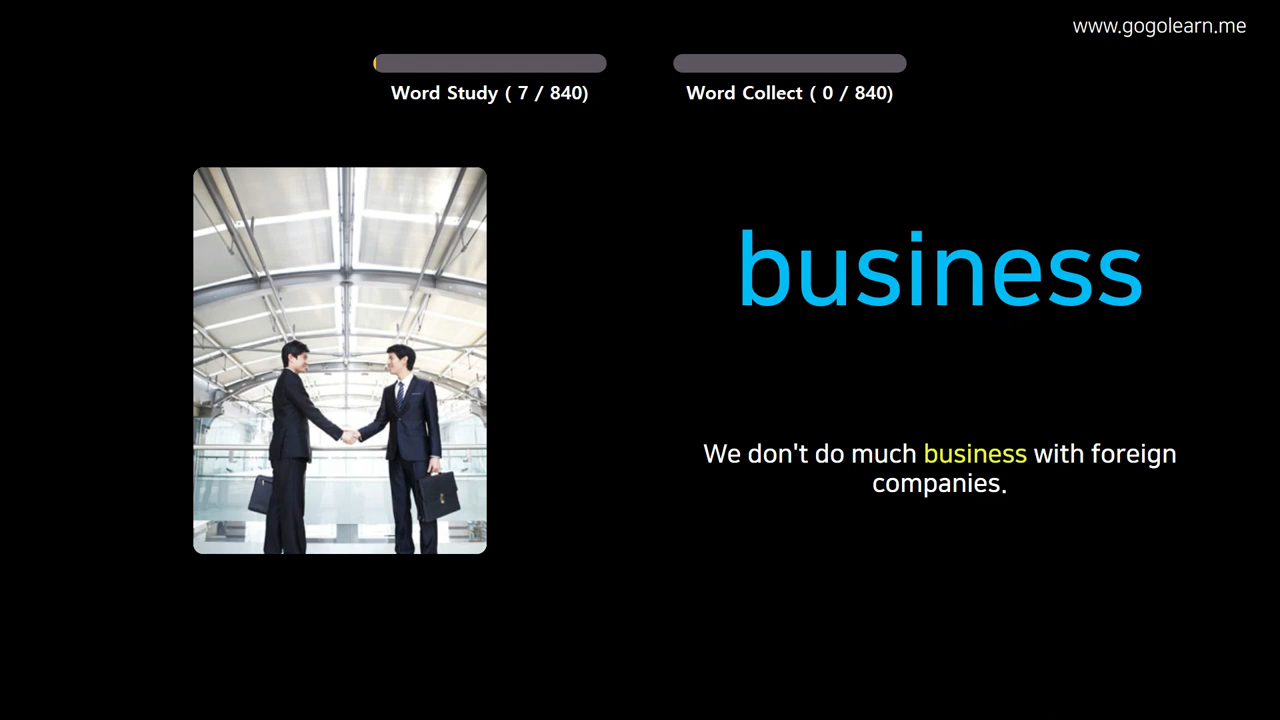 www.gogolearn.me
Word Study ( 7 / 840)
Word Collect ( 0 / 840)
business
We don't do much business with foreign
companies.